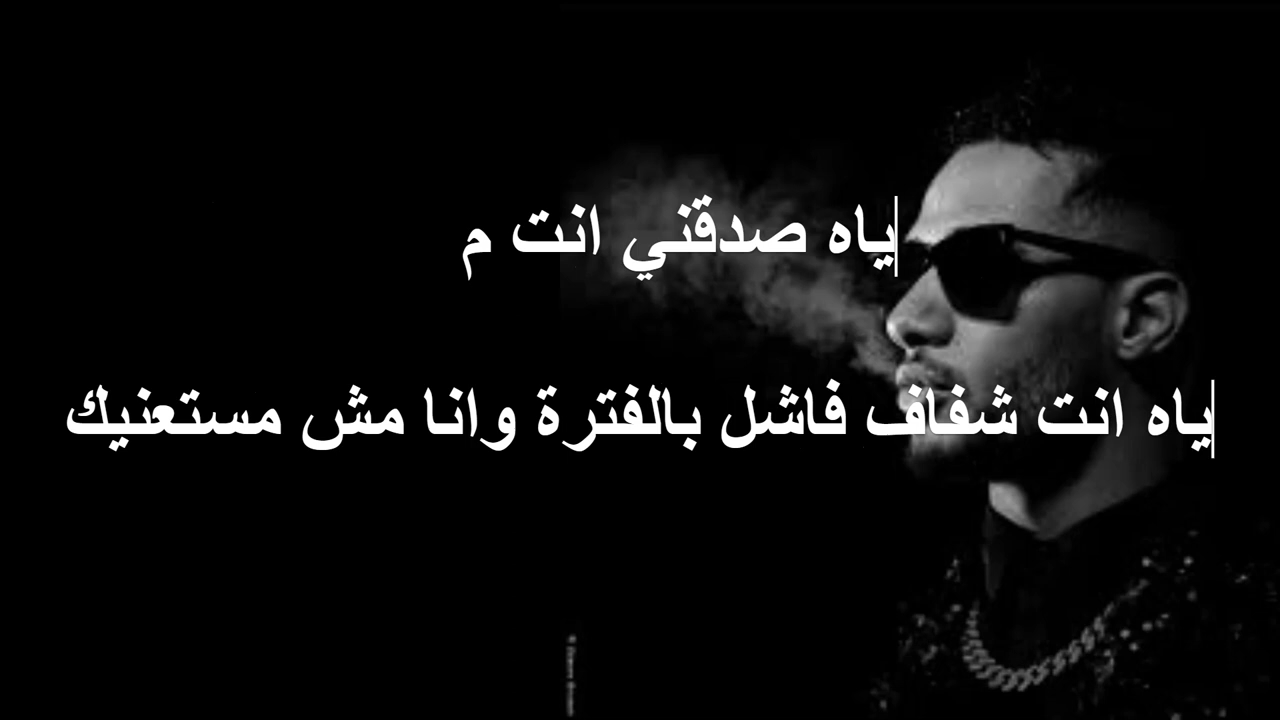 ياه صدقني انت م
ياه انت شفاف فاشل بالفترة وانا مش مستعنيك